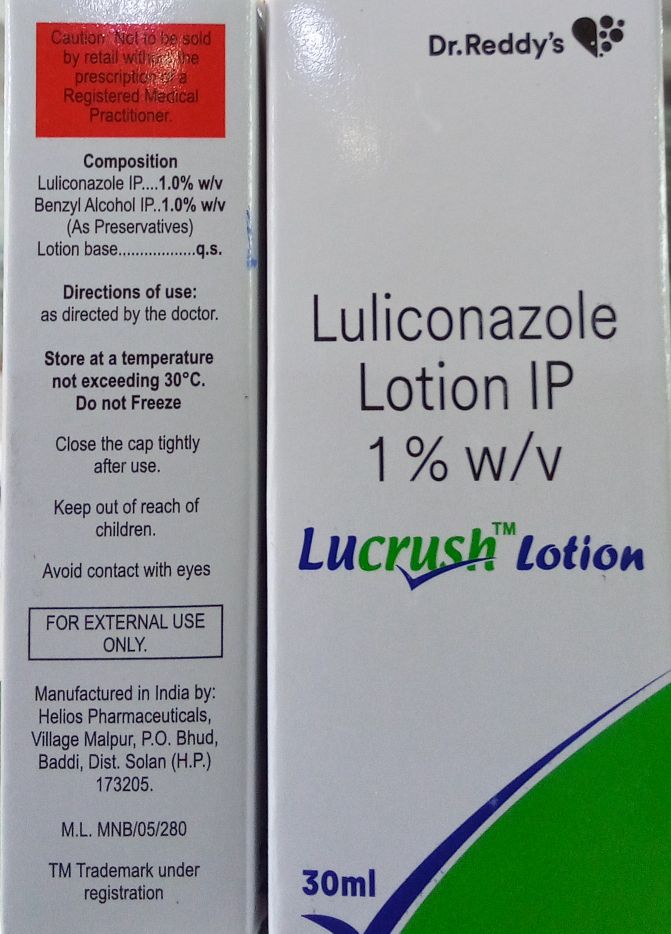 Caution: Not to be sold
by retail without the
prescription of a
Registered Medical
Practitioner.
Composition
Luliconazole IP....1.0% w/v
Benzyl Alcohol IP..1.0% w/v
(As Preservatives)
Lotion base..................q.s.
Directions of use:
as directed by the doctor.
Store at a temperature
not exceeding 30°C.
Do not Freeze
Close the cap tightly
after use.
Keep out of reach of
children.
Avoid contact with eyes
FOR EXTERNAL USE
ONLY.
Manufactured in India by:
Helios Pharmaceuticals,
Village Malpur, P.O. Bhud,
Baddi, Dist. Solan (H.P.)
173205.
M.L. MNB/05/280
TM Trademark under
registration
Dr.Reddy's
Luliconazole
Lotion IP
1% w/v
Lucrush™ Lotion
30ml